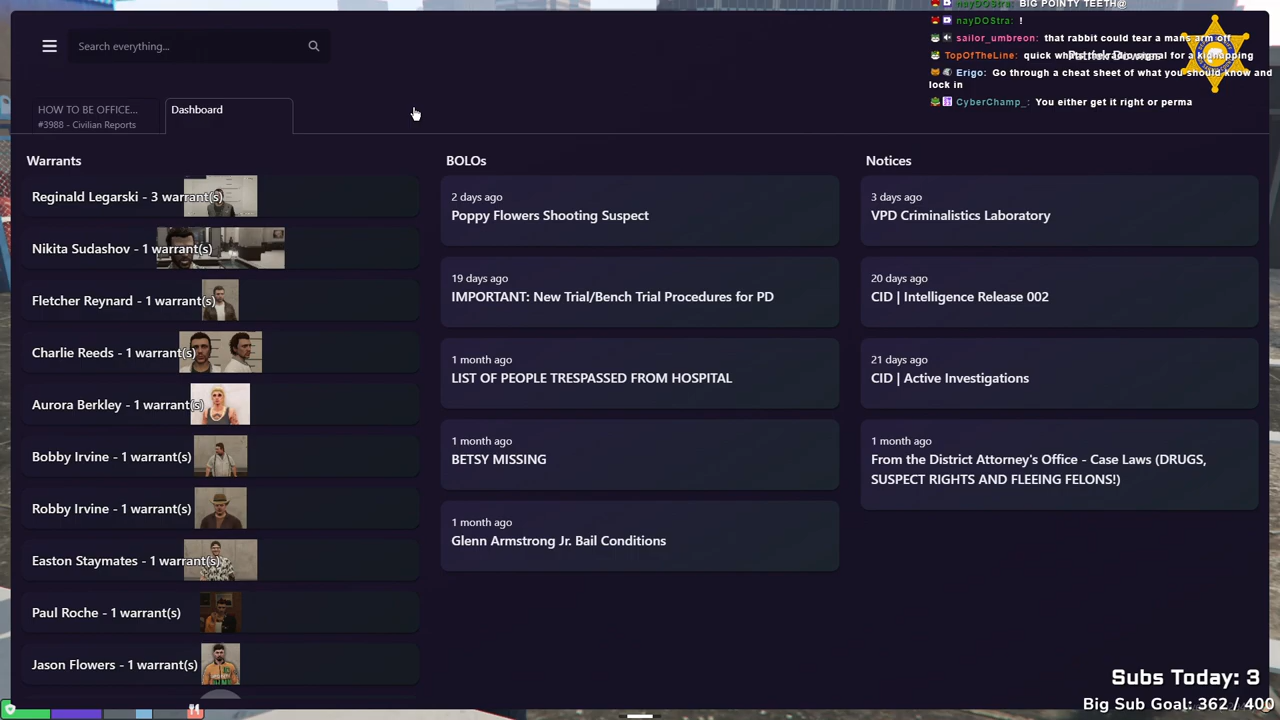 Search everything...
BIG POINTY TEETH@
nayDOStra: !
sailor_umbreon: that rabbit could tear a mans arm off
TopOfTheLine:
Erigo: Go through a cheat sheet of what you should know and
lock in
CyberChamp_: You either get it right or perma
HOW TO BE OFFICE...
#3988 - Civilian Reports
Dashboard
Warrants
Reginald Legarski - 3 warrant(s)
Nikita Sudashov - 1 warrant(s)
Fletcher Reynard - 1 warrant(s)
Charlie Reeds - 1 warrant(s)
Aurora Berkley - 1 warrant(s)
Bobby Irvine - 1 warrant(s)
Robby Irvine - 1 warrant(s)
Easton Staymates - 1 warrant(s)
Paul Roche - 1 warrant(s)
Jason Flowers - 1 warrant(s)
BOLOs
2 days ago
Poppy Flowers Shooting Suspect
19 days ago
IMPORTANT: New Trial/Bench Trial Procedures for PD
1 month ago
LIST OF PEOPLE TRESPASSED FROM HOSPITAL
1 month ago
BETSY MISSING
1 month ago
Glenn Armstrong Jr. Bail Conditions
Notices
3 days ago
VPD Criminalistics Laboratory
20 days ago
CID | Intelligence Release 002
21 days ago
CID | Active Investigations
1 month ago
From the District Attorney's Office - Case Laws (DRUGS,
SUSPECT RIGHTS AND FLEEING FELONS!)
Subs Today: 3
Big Sub Goal: 362 / 400